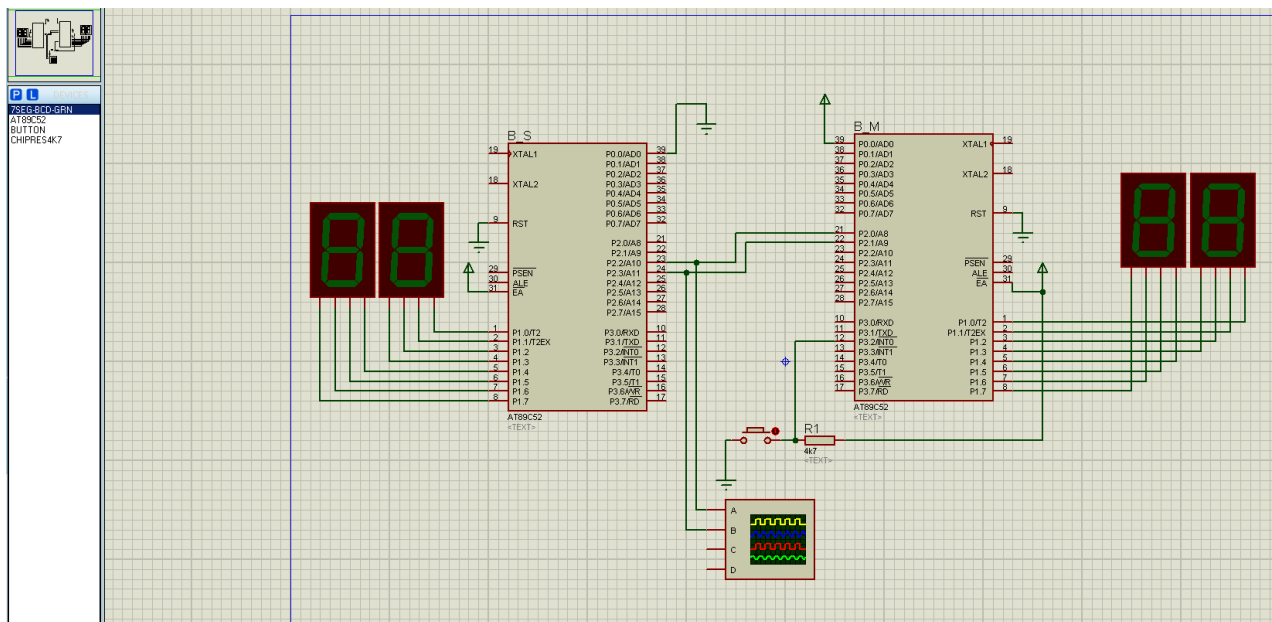 P L DEVICES
7SEG-BCD-GRN
AT89C52
BUTTON
CHIPRES4K7
B_S
19 XTAL1
18 XTAL2
9 RST
29 PSEN
30 ALE
31 EA
1 P1.0/T2
2 P1.1/T2EX
3 P1.2
4 P1.3
5 P1.4
6 P1.5
7 P1.6
8 P1.7
P0.0/AD0 39
P0.1/AD1 38
P0.2/AD2 37
P0.3/AD3 36
P0.4/AD4 35
P0.5/AD5 34
P0.6/AD6 33
P0.7/AD7 32
P2.0/A8 21
P2.1/A9 22
P2.2/A10 23
P2.3/A11 24
P2.4/A12 25
P2.5/A13 26
P2.6/A14 27
P2.7/A15 28
P3.0/RXD 10
P3.1/TXD 11
P3.2/INT0 12
P3.3/INT1 13
P3.4/T0 14
P3.5/T1 15
P3.6/WR 16
P3.7/RD 17
AT89C52
<TEXT>
B_M
39 P0.0/AD0
38 P0.1/AD1
37 P0.2/AD2
36 P0.3/AD3
35 P0.4/AD4
34 P0.5/AD5
33 P0.6/AD6
32 P0.7/AD7
21 P2.0/A8
22 P2.1/A9
23 P2.2/A10
24 P2.3/A11
25 P2.4/A12
26 P2.5/A13
27 P2.6/A14
28 P2.7/A15
10 P3.0/RXD
11 P3.1/TXD
12 P3.2/INT0
13 P3.3/INT1
14 P3.4/T0
15 P3.5/T1
16 P3.6/WR
17 P3.7/RD
XTAL1 19
XTAL2 18
RST 9
PSEN 29
ALE 30
EA 31
P1.0/T2 1
P1.1/T2EX 2
P1.2 3
P1.3 4
P1.4 5
P1.5 6
P1.6 7
P1.7 8
AT89C52
<TEXT>
R1
4k7
<TEXT>
A
B
C
D